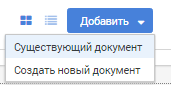 Добавить
Существующий документ
Создать новый документ